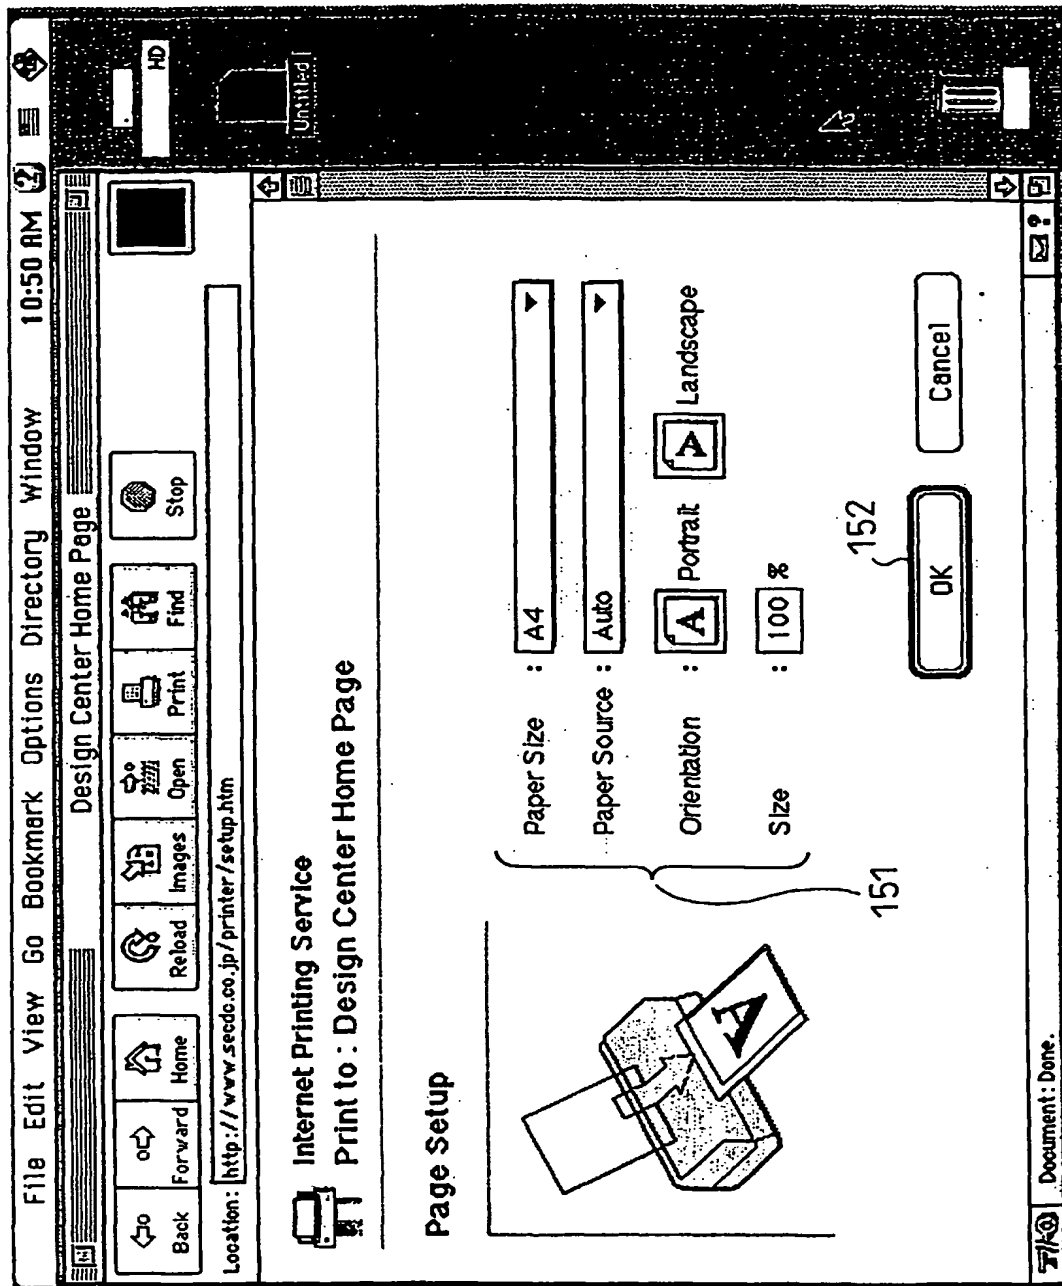 File Edit View Go Bookmark Options Directory Window 10:50 AM
Design Center Home Page
Back Forward Home Reload Images Open Print Find Stop
Location: http://www.secdc.co.jp/printer/setup.htm
HD
Untitled
Internet Printing Service
Print to : Design Center Home Page
Page Setup
A
Paper Size : A4
Paper Source : Auto
Orientation : A Portrait A Landscape
Size : 100 %
151
152
OK Cancel
Document: Done.
?